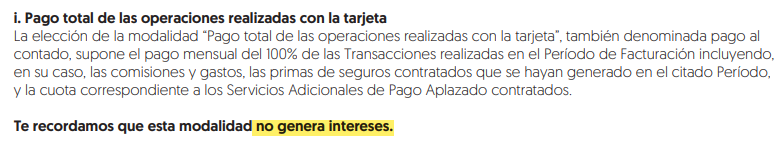 i. Pago total de las operaciones realizadas con la tarjeta
La elección de la modalidad “Pago total de las operaciones realizadas con la tarjeta”, también denominada pago al
contado, supone el pago mensual del 100% de las Transacciones realizadas en el Período de Facturación incluyendo,
en su caso, las comisiones y gastos, las primas de seguros contratados que se hayan generado en el citado Período,
y la cuota correspondiente a los Servicios Adicionales de Pago Aplazado contratados.
Te recordamos que esta modalidad no genera intereses.